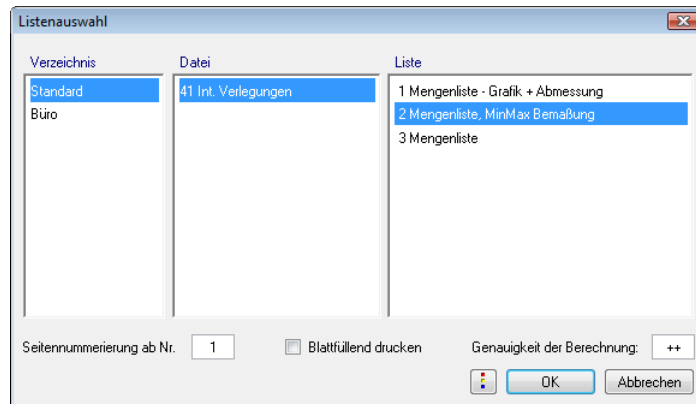 Listenauswahl
Verzeichnis Datei Liste
Standard 41 Int. Verlegungen 1 Mengenliste - Grafik + Abmessung
Büro 2 Mengenliste, MinMax Bemaßung
3 Mengenliste
Seitennummerierung ab Nr. 1 Blattfüllend drucken Genauigkeit der Berechnung: ++
OK Abbrechen